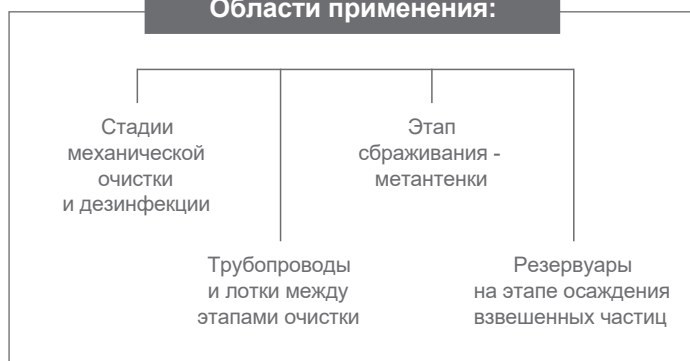 Области применения:
Стадии
механической
очистки
и дезинфекции
Этап
сбраживания -
метантенки
Трубопроводы
и лотки между
этапами очистки
Резервуары
на этапе осаждения
взвешенных частиц